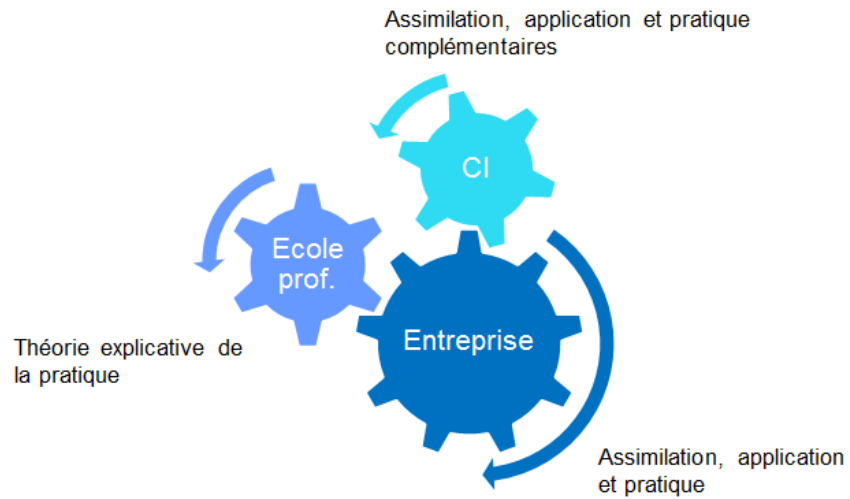 Assimilation, application et pratique
complémentaires
CI
Ecole
prof.
Entreprise
Théorie explicative de
la pratique
Assimilation, application
et pratique